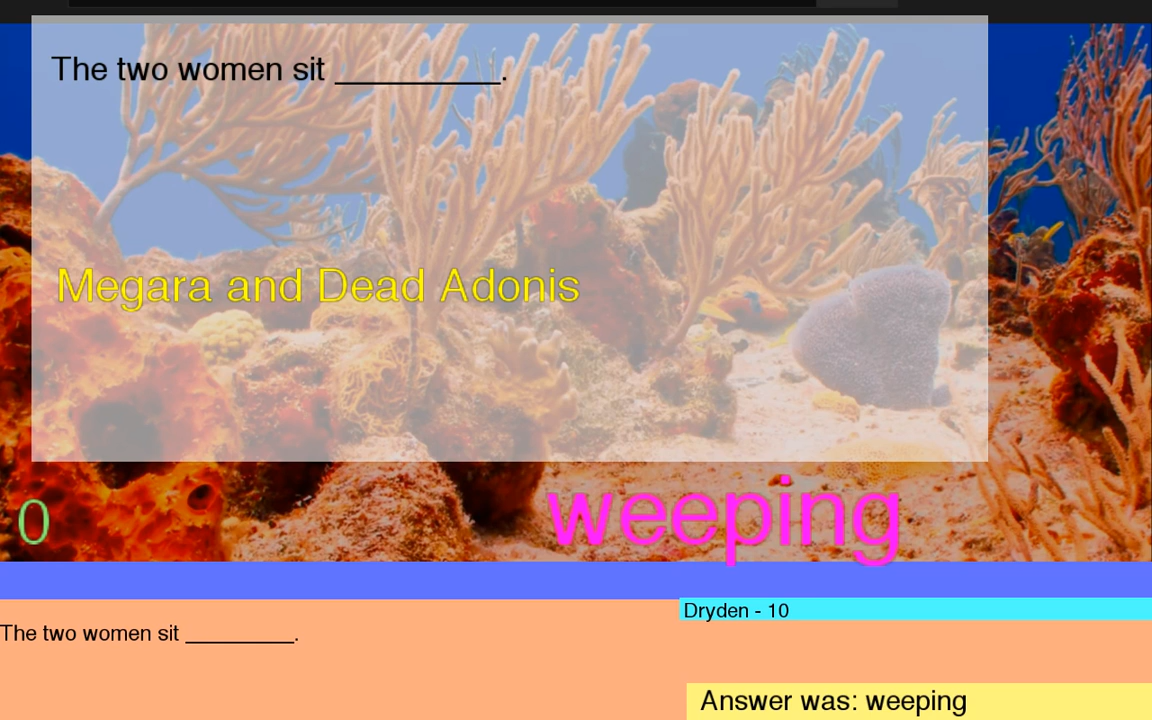 The two women sit __________.
Megara and Dead Adonis
0
weeping
Dryden - 10
The two women sit __________.
Answer was: weeping